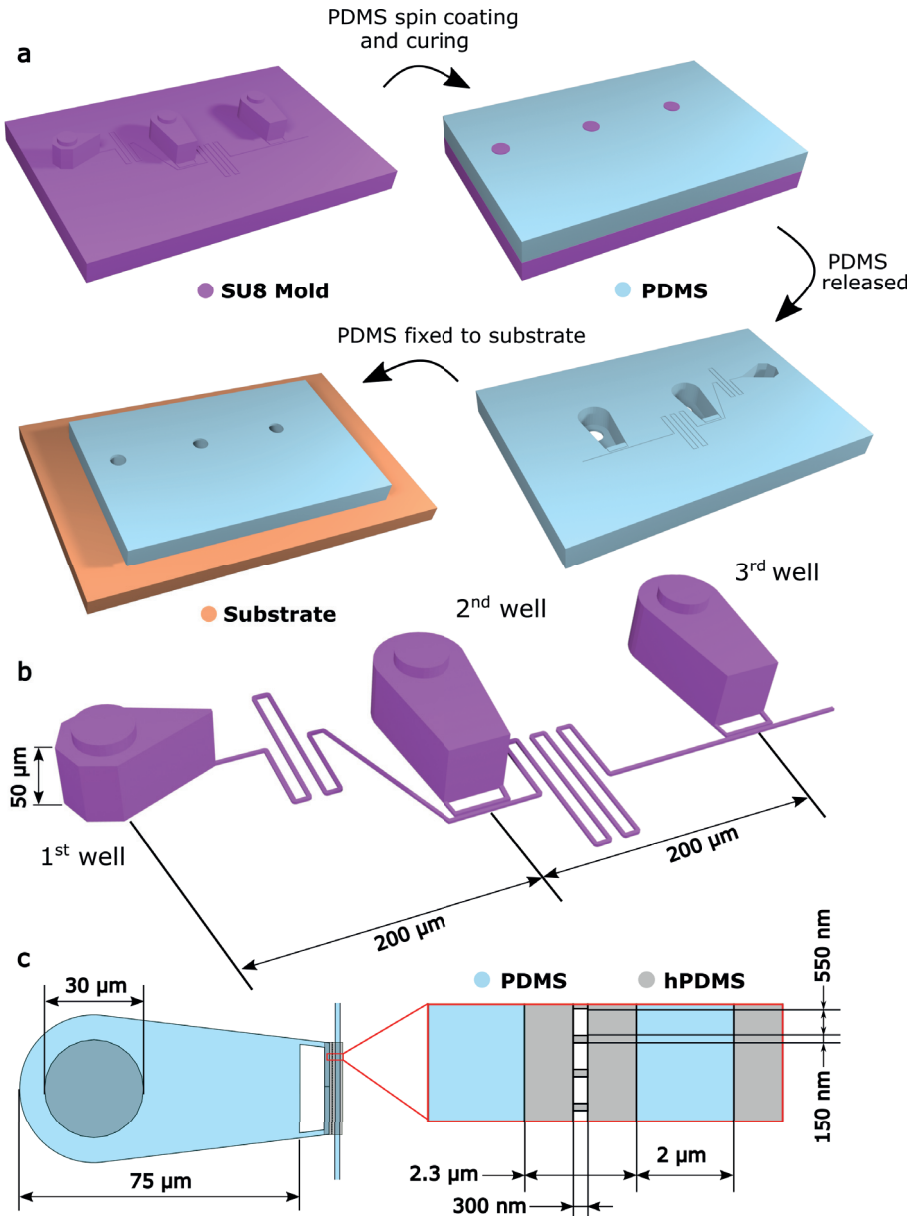 PDMS spin coating
and curing
a
SU8 Mold
PDMS
PDMS
released
PDMS fixed to substrate
Substrate
2nd well
3rd well
b
50 µm
1st well
200 µm
200 µm
c
30 µm
PDMS
hPDMS
550 nm
150 nm
75 µm
2.3 µm
2 µm
300 nm